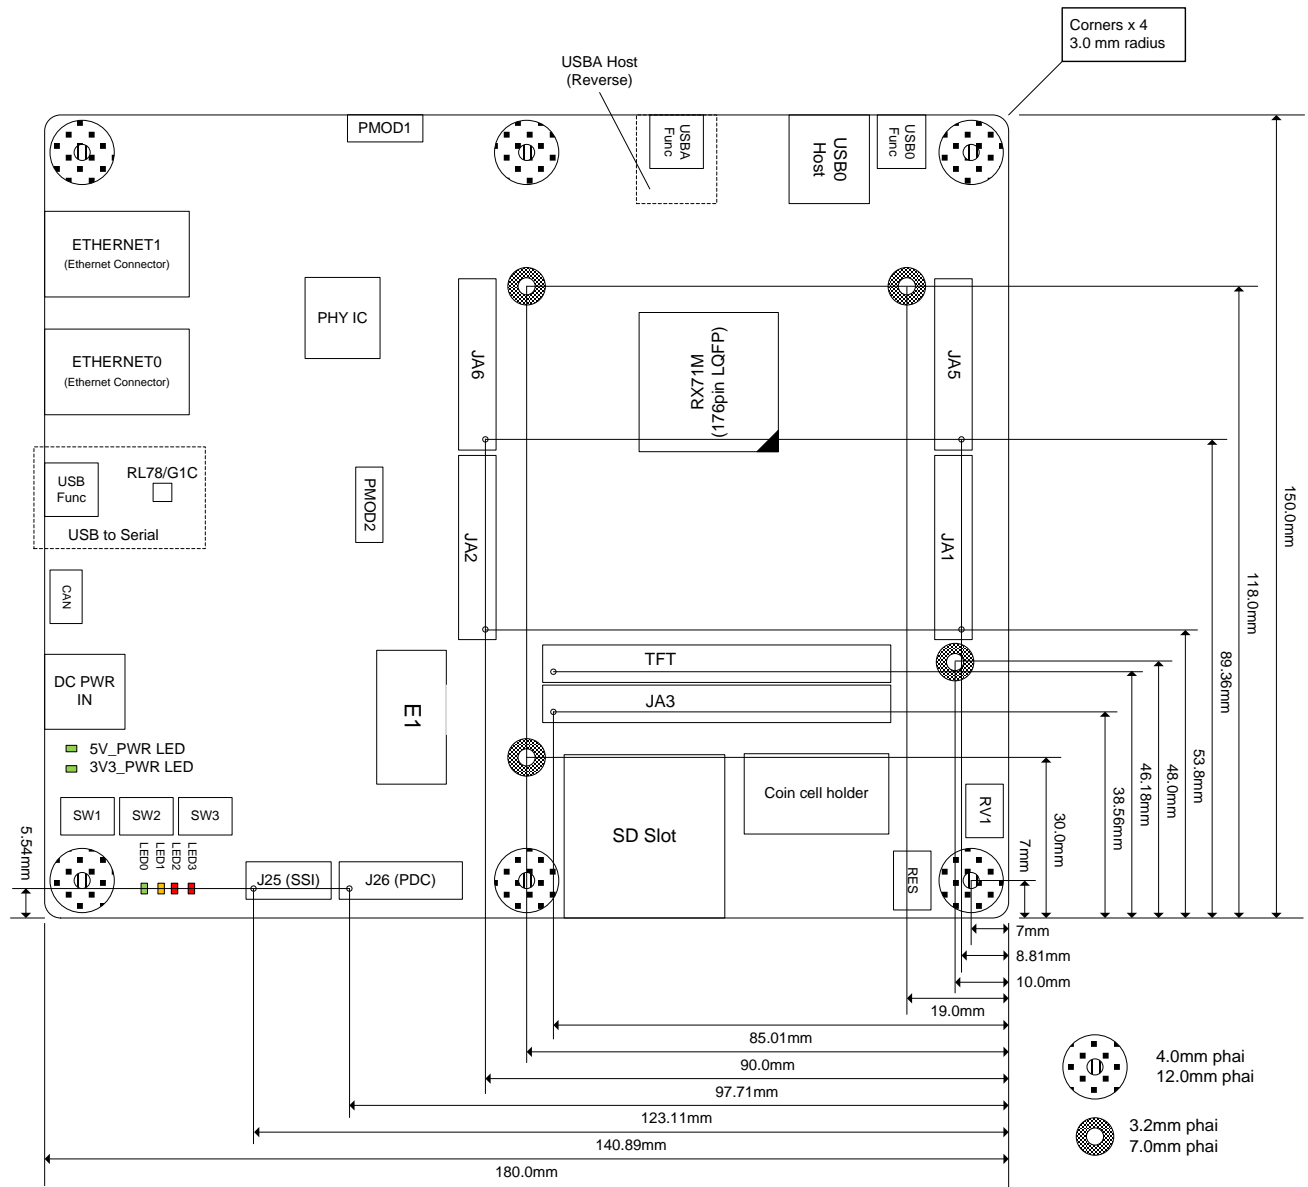 Corners x 4
3.0 mm radius
USBA Host
(Reverse)
PMOD1
USBA
Func
USB0
Host
USB0
Func
ETHERNET1
(Ethernet Connector)
PHY IC
ETHERNET0
(Ethernet Connector)
JA6
RX71M
(176pin LQFP)
JA5
USB
Func
RL78/G1C
USB to Serial
PMOD2
JA2
JA1
CAN
150.0mm
118.0mm
89.36mm
53.8mm
48.0mm
46.18mm
38.56mm
30.0mm
7mm
DC PWR
IN
E1
TFT
JA3
5V_PWR LED
3V3_PWR LED
Coin cell holder
SD Slot
RV1
RES
SW1
SW2
SW3
5.54mm
LED0
LED1
LED2
LED3
J25 (SSI)
J26 (PDC)
7mm
8.81mm
10.0mm
19.0mm
85.01mm
90.0mm
97.71mm
123.11mm
140.89mm
180.0mm
4.0mm phai
12.0mm phai
3.2mm phai
7.0mm phai